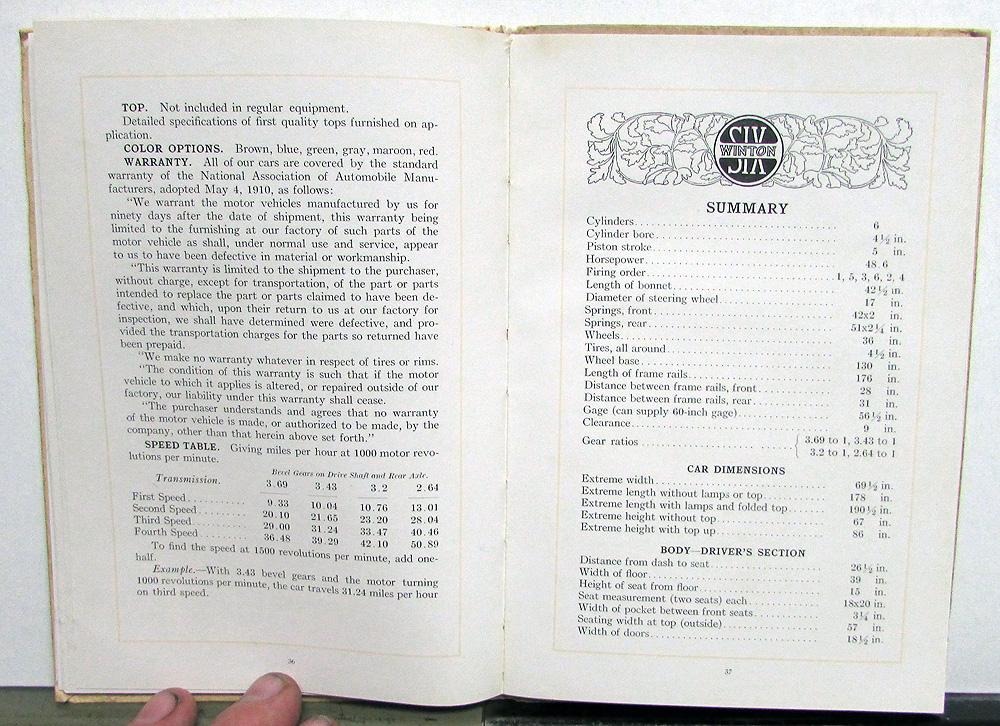 TOP. Not included in regular equipment.
Detailed specifications of first quality tops furnished on ap-
plication.
COLOR OPTIONS. Brown, blue, green, gray, maroon, red.
WARRANTY. All of our cars are covered by the standard
warranty of the National Association of Automobile Manu-
facturers, adopted May 4, 1910, as follows:
"We warrant the motor vehicles manufactured by us for
ninety days after the date of shipment, this warranty being
limited to the furnishing at our factory of such parts of the
motor vehicle as shall, under normal use and service, appear
to us to have been defective in material or workmanship.
"This warranty is limited to the shipment to the purchaser,
without charge, except for transportation, of the part or parts
intended to replace the part or parts claimed to have been de-
fective, and which, upon their return to us at our factory for
inspection, we shall have determined were defective, and pro-
vided the transportation charges for the parts so returned have
been prepaid.
"We make no warranty whatever in respect of tires or rims.
"The condition of this warranty is such that if the motor
vehicle to which it applies is altered, or repaired outside of our
factory, our liability under this warranty shall cease.
"The purchaser understands and agrees that no warranty
of the motor vehicle is made, or authorized to be made, by the
company, other than that herein above set forth."
SPEED TABLE. Giving miles per hour at 1000 motor revo-
lutions per minute.
Bevel Gears on Drive Shaft and Rear Axle.
Transmission. 3.69 3.43 3.2 2.64
First Speed.......... 9.33 10.04 10.76 13.01
Second Speed.......... 20.10 21.65 23.20 28.04
Third Speed.......... 29.00 31.24 33.47 40.46
Fourth Speed.......... 36.48 39.29 42.10 50.89
To find the speed at 1500 revolutions per minute, add one-
half.
Example.—With 3.43 bevel gears and the motor turning
1000 revolutions per minute, the car travels 31.24 miles per hour
on third speed.
36
SIX
WINTON
SIX
SUMMARY
Cylinders.......... 6
Cylinder bore.......... 4½ in.
Piston stroke.......... 5 in.
Horsepower.......... 48.6
Firing order.......... 1, 5, 3, 6, 2, 4
Length of bonnet.......... 42½ in.
Diameter of steering wheel.......... 17 in.
Springs, front.......... 42x2 in.
Springs, rear.......... 51x2¼ in.
Wheels.......... 36 in.
Tires, all around.......... 4½ in.
Wheel base.......... 130 in.
Length of frame rails.......... 176 in.
Distance between frame rails, front.......... 28 in.
Distance between frame rails, rear.......... 31 in.
Gage (can supply 60-inch gage).......... 56½ in.
Clearance.......... 9 in.
Gear ratios .......... { 3.69 to 1, 3.43 to 1
3.2 to 1, 2.64 to 1
CAR DIMENSIONS
Extreme width.......... 69½ in.
Extreme length without lamps or top.......... 178 in.
Extreme length with lamps and folded top.......... 190½ in.
Extreme height without top.......... 67 in.
Extreme height with top up.......... 86 in.
BODY—DRIVER'S SECTION
Distance from dash to seat.......... 26½ in.
Width of floor.......... 39 in.
Height of seat from floor.......... 15 in.
Seat measurement (two seats) each.......... 18x20 in.
Width of pocket between front seats.......... 3¼ in.
Seating width at top (outside).......... 57 in.
Width of doors.......... 18½ in.
37